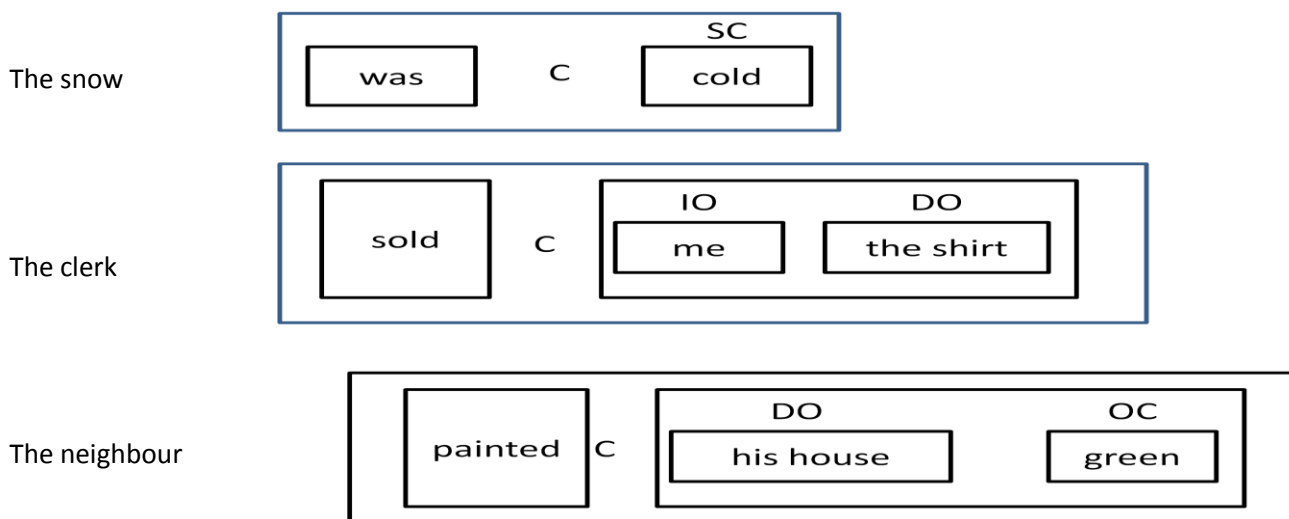 SC
The snow was C cold
IO DO
The clerk sold C me the shirt
DO OC
The neighbour painted C his house green